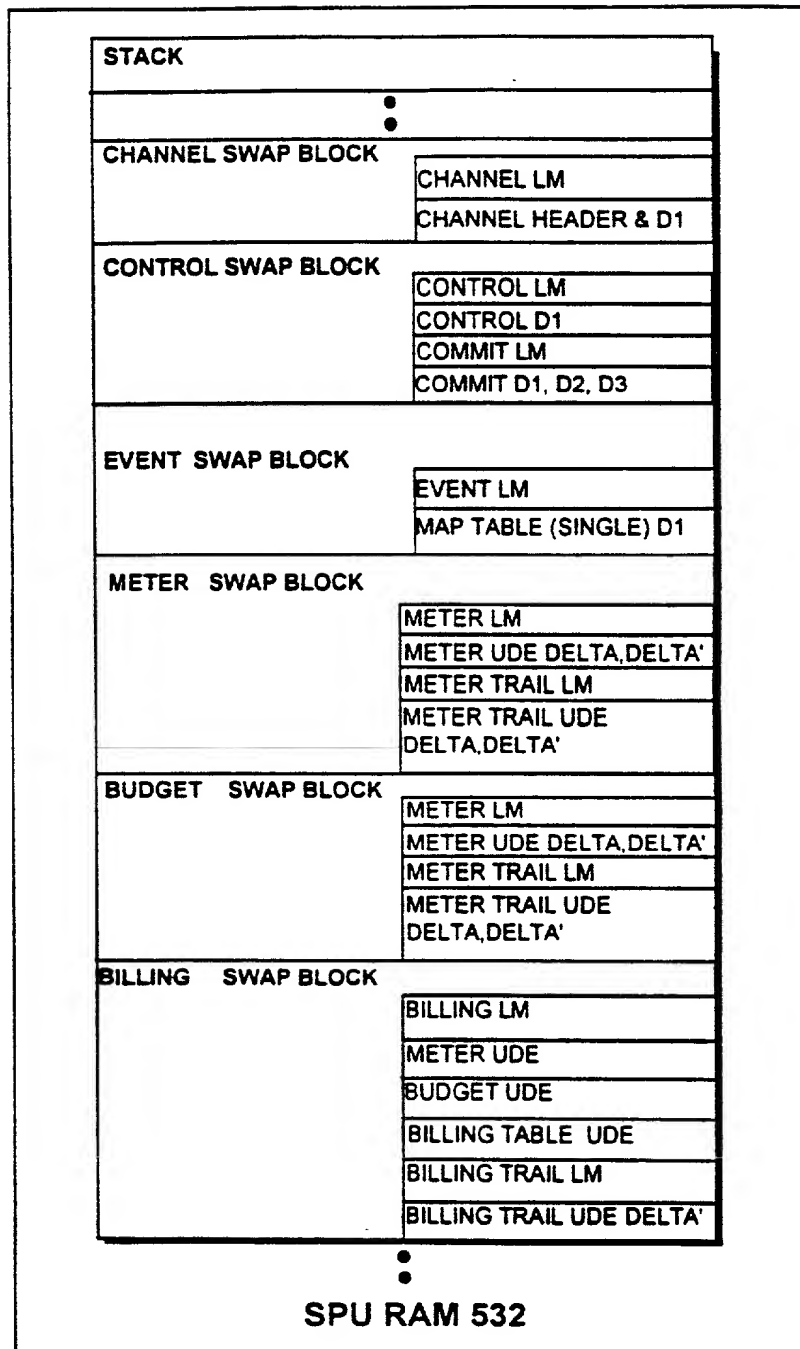 STACK
CHANNEL SWAP BLOCK
CHANNEL LM
CHANNEL HEADER & D1
CONTROL SWAP BLOCK
CONTROL LM
CONTROL D1
COMMIT LM
COMMIT D1, D2, D3
EVENT SWAP BLOCK
EVENT LM
MAP TABLE (SINGLE) D1
METER SWAP BLOCK
METER LM
METER UDE DELTA,DELTA'
METER TRAIL LM
METER TRAIL UDE
DELTA,DELTA'
BUDGET SWAP BLOCK
METER LM
METER UDE DELTA,DELTA'
METER TRAIL LM
METER TRAIL UDE
DELTA,DELTA'
BILLING SWAP BLOCK
BILLING LM
METER UDE
BUDGET UDE
BILLING TABLE UDE
BILLING TRAIL LM
BILLING TRAIL UDE DELTA'
SPU RAM 532